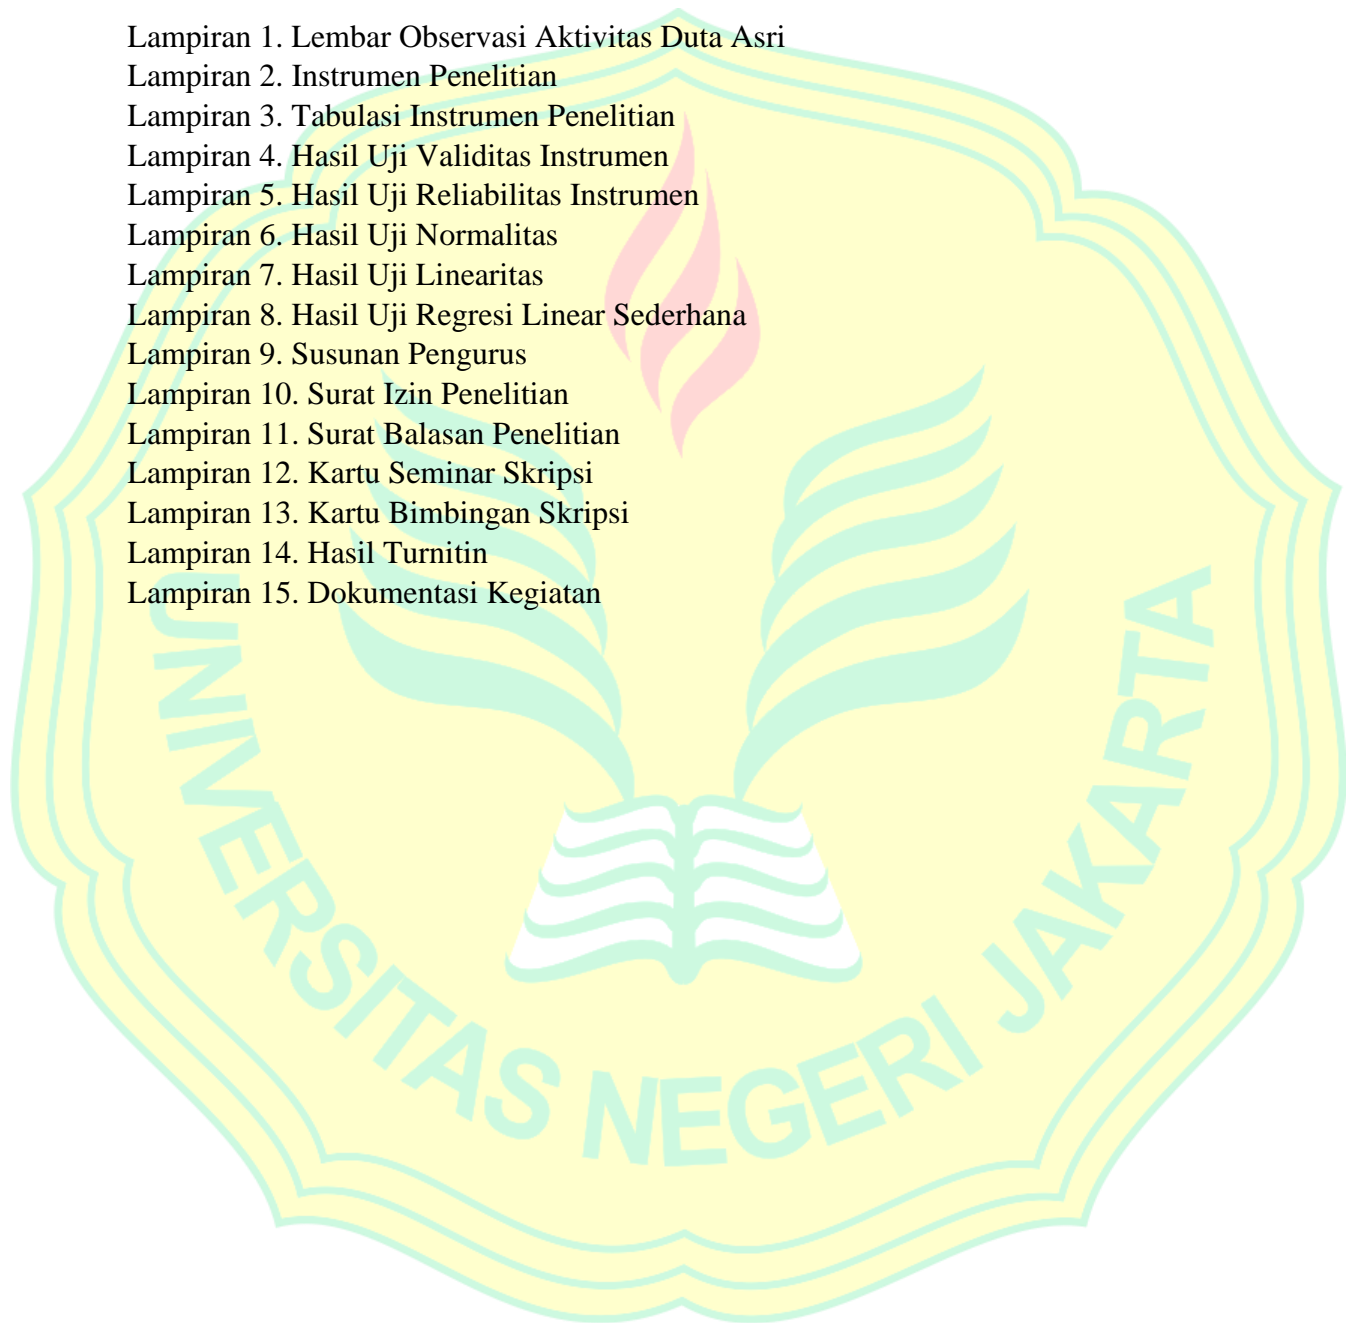 Lampiran 1. Lembar Observasi Aktivitas Duta Asri
Lampiran 2. Instrumen Penelitian
Lampiran 3. Tabulasi Instrumen Penelitian
Lampiran 4. Hasil Uji Validitas Instrumen
Lampiran 5. Hasil Uji Reliabilitas Instrumen
Lampiran 6. Hasil Uji Normalitas
Lampiran 7. Hasil Uji Linearitas
Lampiran 8. Hasil Uji Regresi Linear Sederhana
Lampiran 9. Susunan Pengurus
Lampiran 10. Surat Izin Penelitian
Lampiran 11. Surat Balasan Penelitian
Lampiran 12. Kartu Seminar Skripsi
Lampiran 13. Kartu Bimbingan Skripsi
Lampiran 14. Hasil Turnitin
Lampiran 15. Dokumentasi Kegiatan
UNIVERSITAS NEGERI JAKARTA